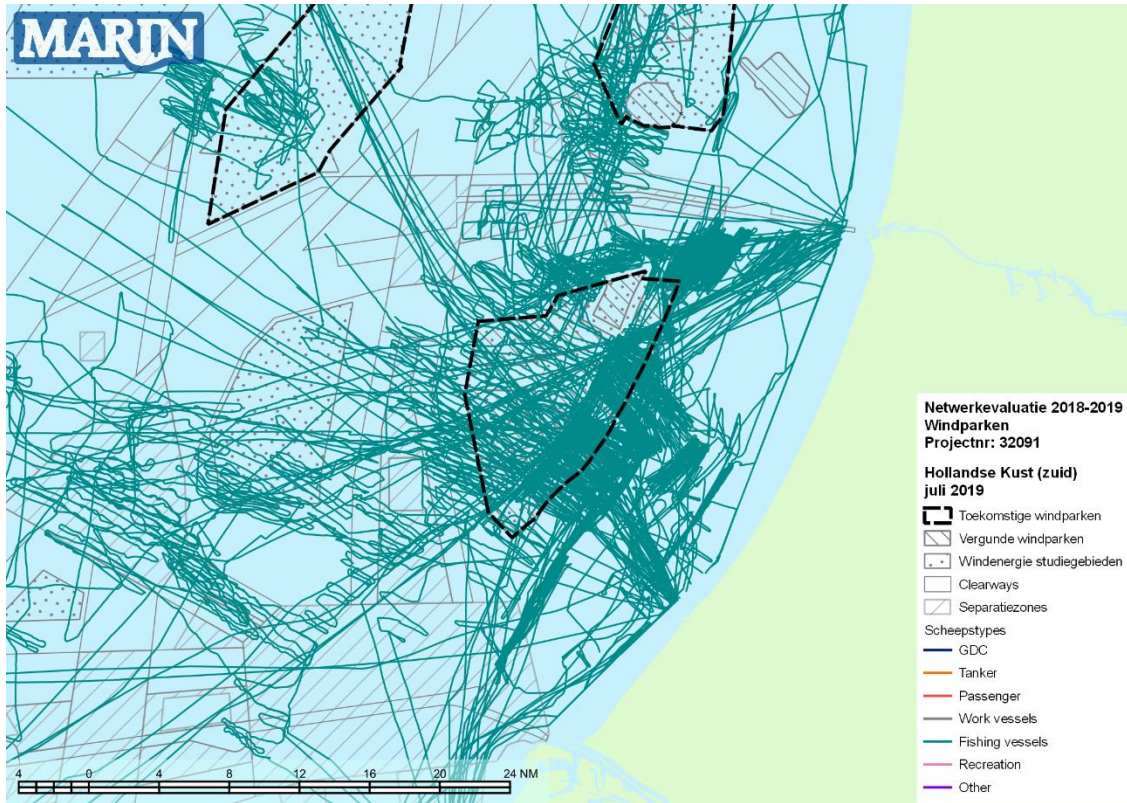 MARIN
Netwerkevaluatie 2018-2019
Windparken
Projectnr: 32091
Hollandse Kust (zuid)
juli 2019
Toekomstige windparken
Vergunde windparken
Windenergie studiegebieden
Clearways
Separatiezones
Scheepstypes
GDC
Tanker
Passenger
Work vessels
Fishing vessels
Recreation
Other
4 0 4 8 12 16 20 24 NM